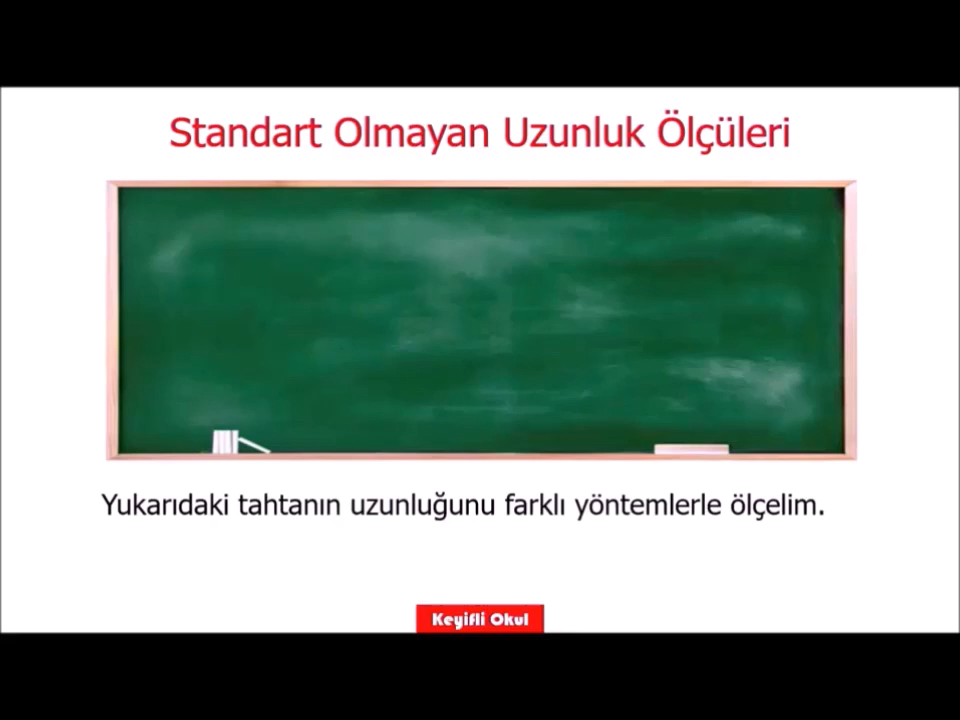 Standart Olmayan Uzunluk Ölçüleri
Yukarıdaki tahtanın uzunluğunu farklı yöntemlerle ölçelim.
Keyifli Okul